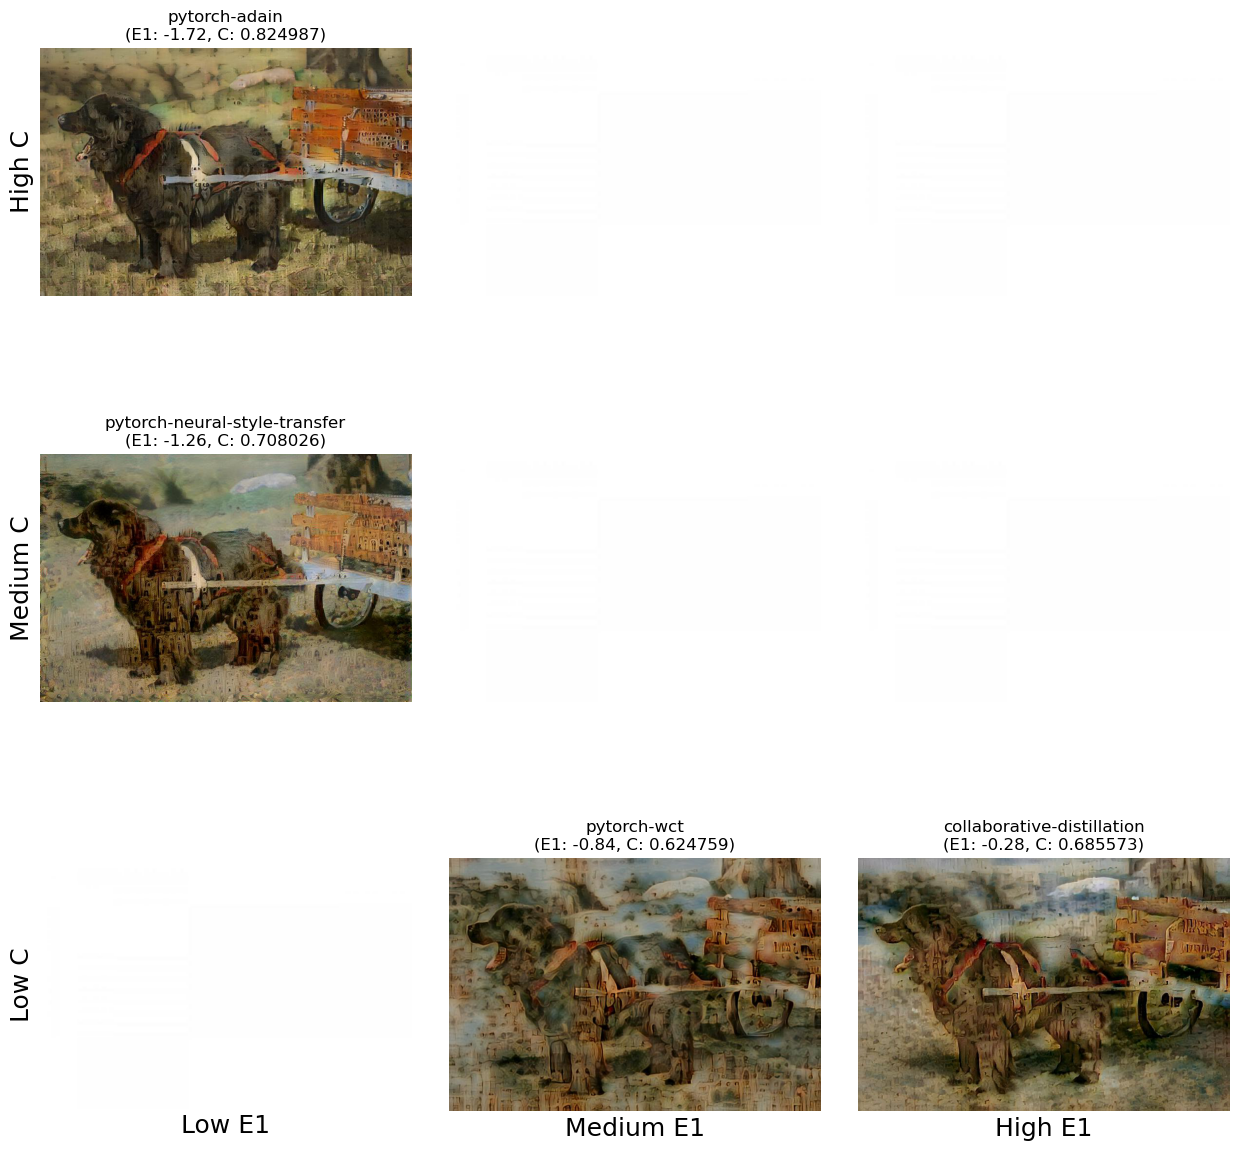 pytorch-adain
(E1: -1.72, C: 0.824987)
High C
pytorch-neural-style-transfer
(E1: -1.26, C: 0.708026)
Medium C
pytorch-wct
(E1: -0.84, C: 0.624759)
collaborative-distillation
(E1: -0.28, C: 0.685573)
Low C
Low E1
Medium E1
High E1